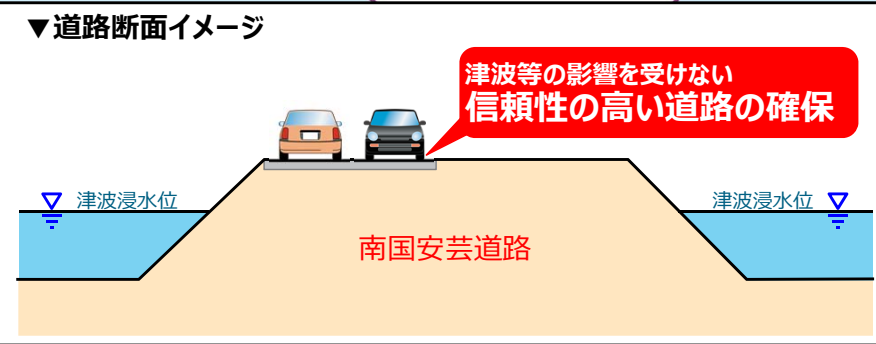 ▼道路断面イメージ
津波等の影響を受けない
信頼性の高い道路の確保
津波浸水位
津波浸水位
南国安芸道路